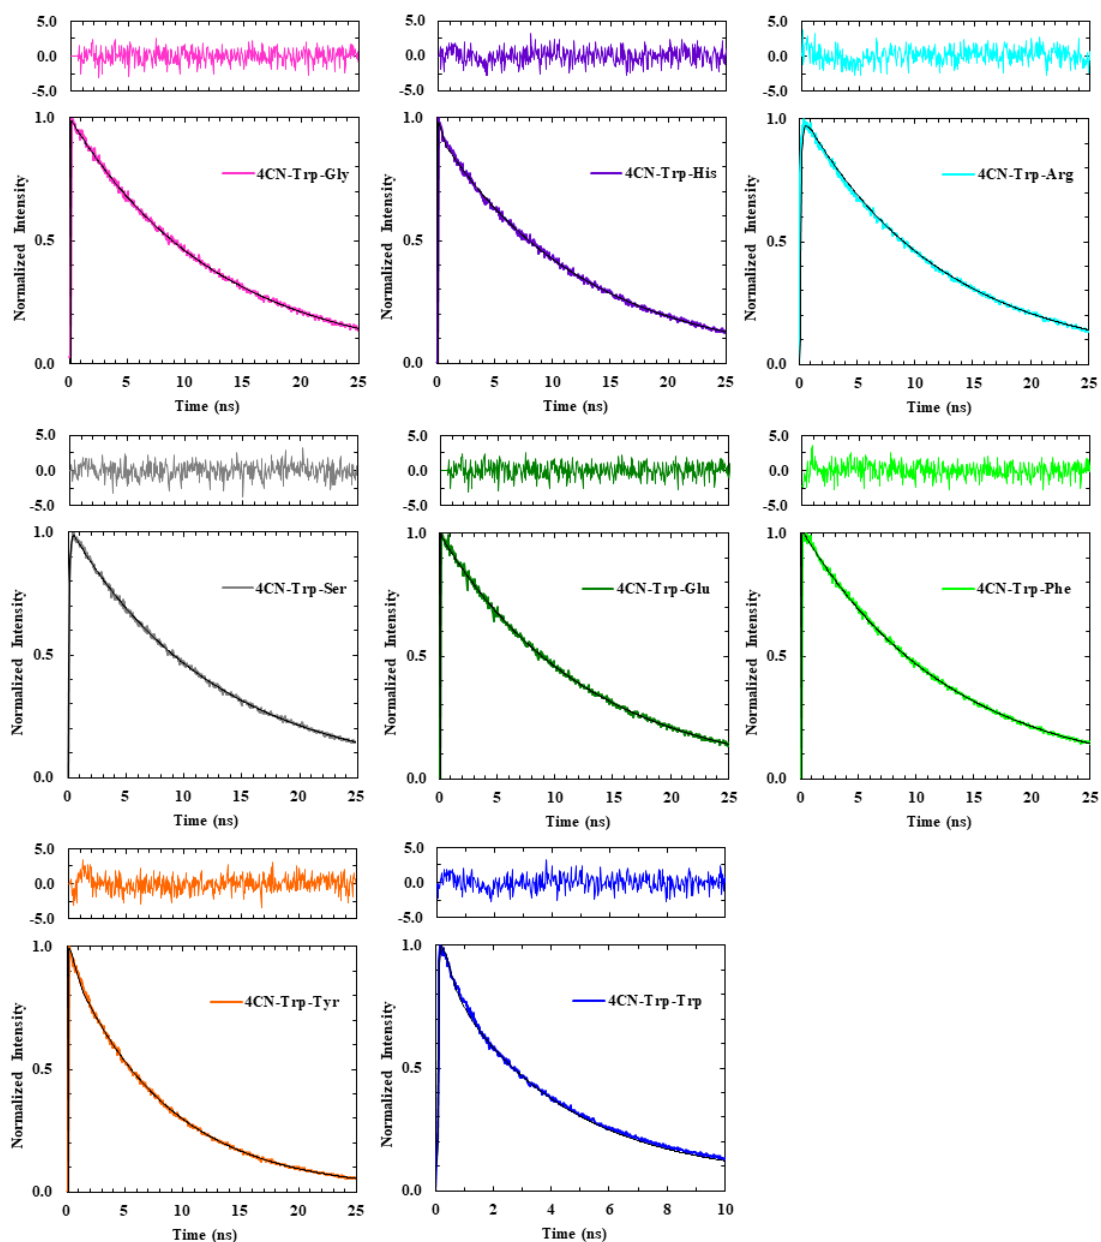 5.0 5.0 5.0
0.0 0.0 0.0
-5.0 -5.0 -5.0
1.0 1.0 1.0
4CN-Trp-Gly 4CN-Trp-His 4CN-Trp-Arg
Normalized Intensity Normalized Intensity Normalized Intensity
0.5 0.5 0.5
0.0 0.0 0.0
0 5 10 15 20 25 0 5 10 15 20 25 0 5 10 15 20 25
Time (ns) Time (ns) Time (ns)
5.0 5.0 5.0
0.0 0.0 0.0
-5.0 -5.0 -5.0
1.0 1.0 1.0
4CN-Trp-Ser 4CN-Trp-Glu 4CN-Trp-Phe
Normalized Intensity Normalized Intensity Normalized Intensity
0.5 0.5 0.5
0.0 0.0 0.0
0 5 10 15 20 25 0 5 10 15 20 25 0 5 10 15 20 25
Time (ns) Time (ns) Time (ns)
5.0 5.0
0.0 0.0
-5.0 -5.0
1.0 1.0
4CN-Trp-Tyr 4CN-Trp-Trp
Normalized Intensity Normalized Intensity
0.5 0.5
0.0 0.0
0 5 10 15 20 25 0 2 4 6 8 10
Time (ns) Time (ns)